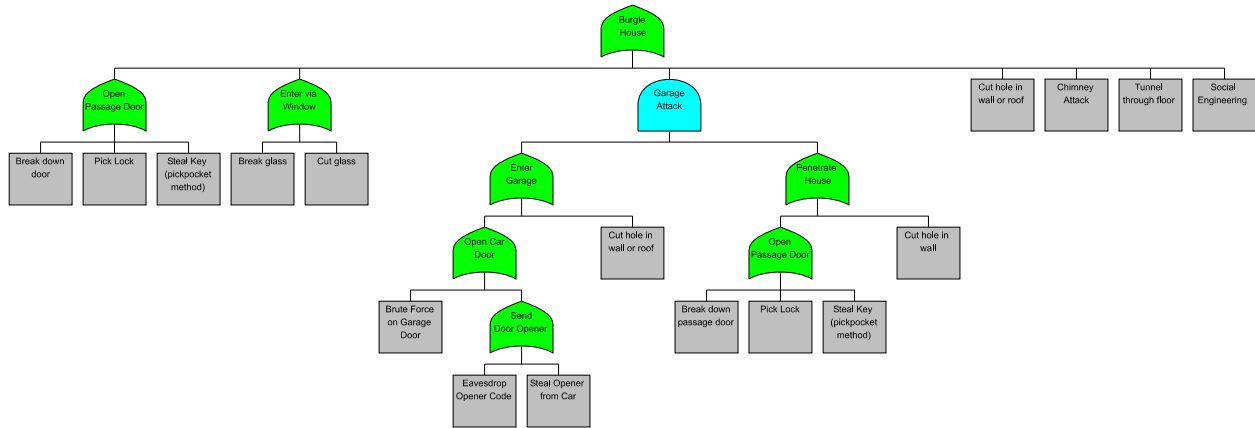 Burgle
House
Open
Passage Door
Enter via
Window
Garage
Attack
Cut hole in
wall or roof
Chimney
Attack
Tunnel
through floor
Social
Engineering
Break down
door
Pick Lock
Steal Key
(pickpocket
method)
Break glass
Cut glass
Enter
Garage
Penetrate
House
Open Car
Door
Cut hole in
wall or roof
Open
Passage Door
Cut hole in
wall
Brute Force
on Garage
Door
Send
Door Opener
Break down
passage door
Pick Lock
Steal Key
(pickpocket
method)
Eavesdrop
Opener Code
Steal Opener
from Car